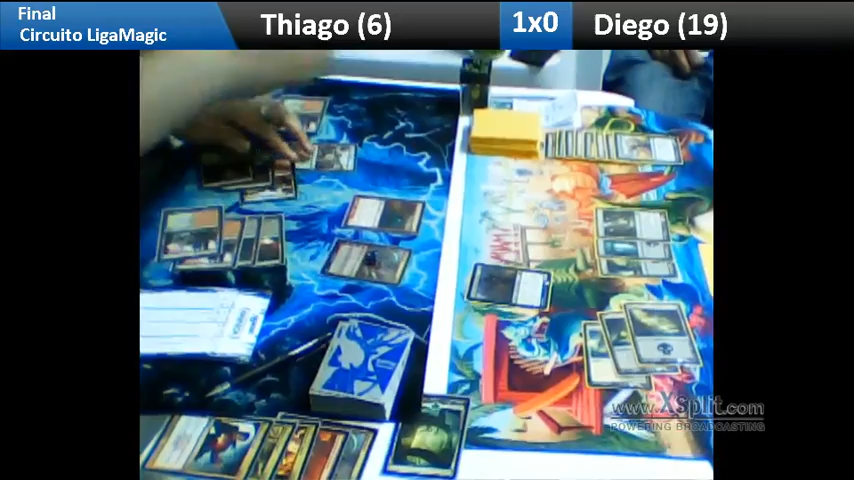 Final
Circuito LigaMagic
Thiago (6)
1x0
Diego (19)
www.XSplit.com
POWERING BROADCASTING